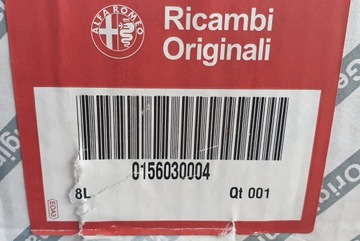 ALFA ROMEO
Ricambi
Originali
0156030004
8L Qt 001